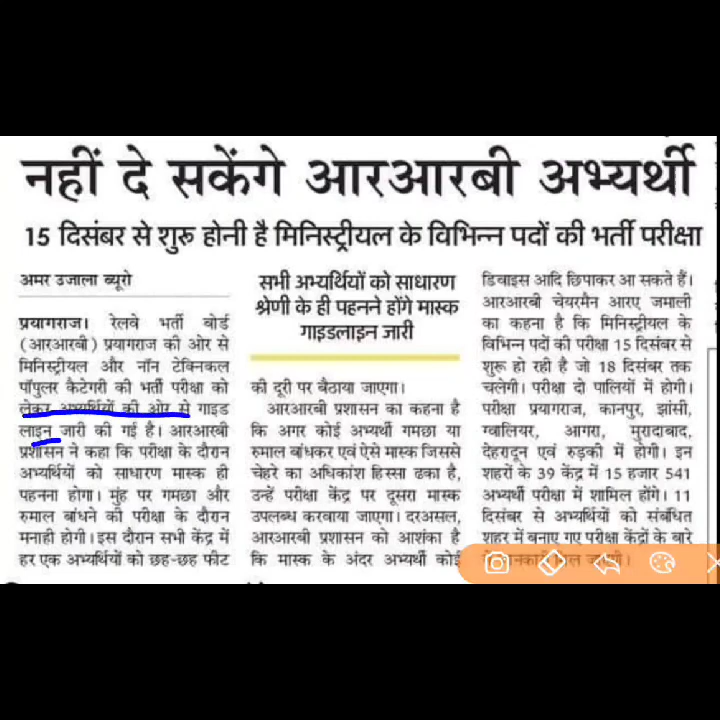 नहीं दे सकेंगे आरआरबी अभ्यर्थी
15 दिसंबर से शुरू होनी है मिनिस्ट्रीयल के विभिन्न पदों की भर्ती परीक्षा
अमर उजाला ब्यूरो
प्रयागराज। रेलवे भर्ती बोर्ड
(आरआरबी) प्रयागराज की ओर से
मिनिस्ट्रीयल और नॉन टेक्निकल
पॉपुलर कैटेगरी की भर्ती परीक्षा को
लेकर अभ्यर्थियों की ओर से गाइड
लाइन जारी की गई है। आरआरबी
प्रशासन ने कहा कि परीक्षा के दौरान
अभ्यर्थियों को साधारण मास्क ही
पहनना होगा। मुंह पर गमछा और
रुमाल बांधने की परीक्षा के दौरान
मनाही होगी। इस दौरान सभी केंद्र में
हर एक अभ्यर्थियों को छह-छह फीट
सभी अभ्यर्थियों को साधारण
श्रेणी के ही पहनने होंगे मास्क
गाइडलाइन जारी
की दूरी पर बैठाया जाएगा।
आरआरबी प्रशासन का कहना है
कि अगर कोई अभ्यर्थी गमछा या
रुमाल बांधकर एवं ऐसे मास्क जिससे
चेहरे का अधिकांश हिस्सा ढका है,
उन्हें परीक्षा केंद्र पर दूसरा मास्क
उपलब्ध करवाया जाएगा। दरअसल,
आरआरबी प्रशासन को आशंका है
कि मास्क के अंदर अभ्यर्थी कोई
डिवाइस आदि छिपाकर आ सकते हैं।
आरआरबी चेयरमैन आरए जमाली
का कहना है कि मिनिस्ट्रीयल के
विभिन्न पदों की परीक्षा 15 दिसंबर से
शुरू हो रही है जो 18 दिसंबर तक
चलेगी। परीक्षा दो पालियों में होगी।
परीक्षा प्रयागराज, कानपुर, झांसी,
ग्वालियर, आगरा, मुरादाबाद,
देहरादून एवं रुड़की में होगी। इन
शहरों के 39 केंद्र में 15 हजार 541
अभ्यर्थी परीक्षा में शामिल होंगे। 11
दिसंबर से अभ्यर्थियों को संबंधित
शहर में बनाए गए परीक्षा केंद्रों के बारे